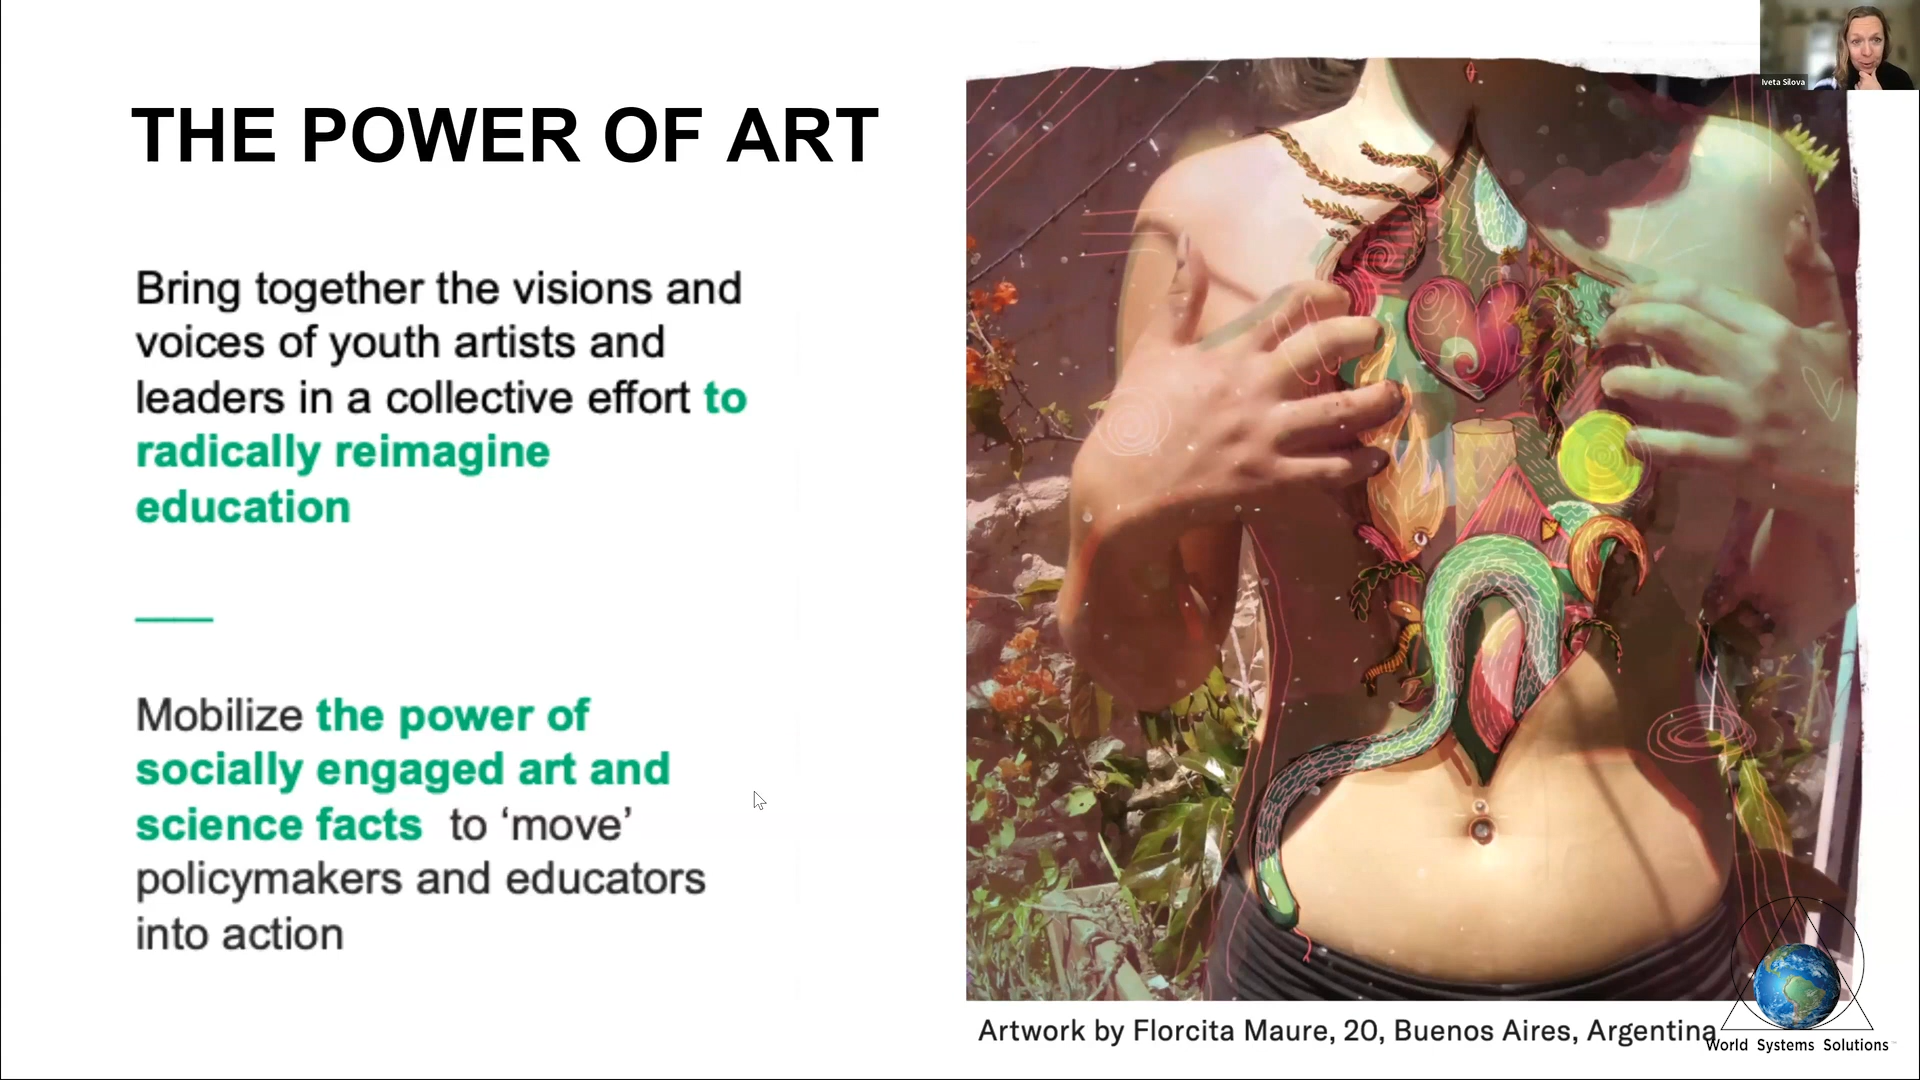 Iveta Silova
THE POWER OF ART
Bring together the visions and
voices of youth artists and
leaders in a collective effort to
radically reimagine
education
Mobilize the power of
socially engaged art and
science facts to ‘move’
policymakers and educators
into action
Artwork by Florcita Maure, 20, Buenos Aires, Argentina
World Systems Solutions